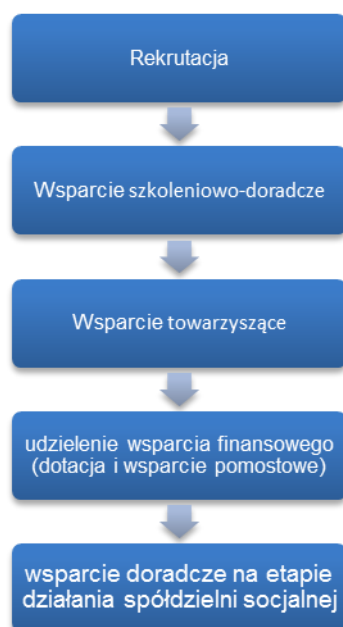 Rekrutacja
Wsparcie szkoleniowo-doradcze
Wsparcie towarzyszące
udzielenie wsparcia finansowego
(dotacja i wsparcie pomostowe)
wsparcie doradcze na etapie
działania spółdzielni socjalnej